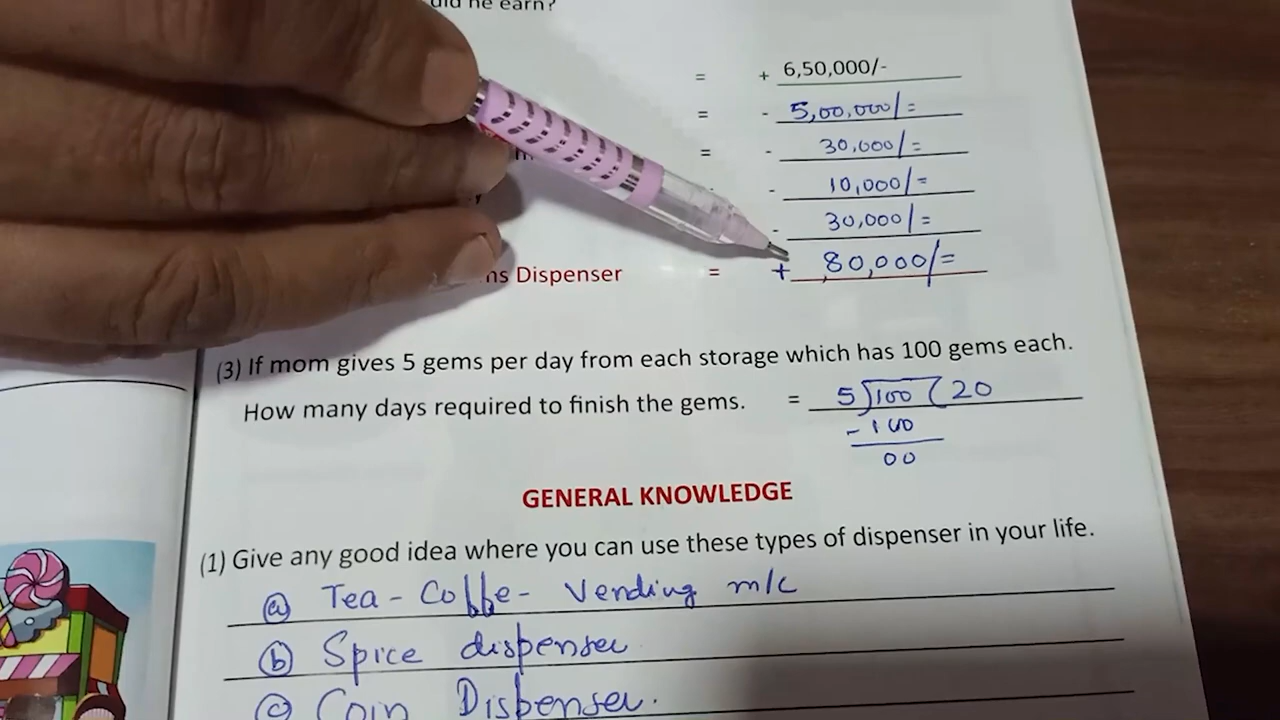 did he earn?
= + 6,50,000/-
= - 5,00,000/=
= - 30,000/=
- 10,000/=
- 30,000/=
ns Dispenser = + 80,000/=
(3) If mom gives 5 gems per day from each storage which has 100 gems each.
How many days required to finish the gems. = 5)100(20
- 100
00
GENERAL KNOWLEDGE
(1) Give any good idea where you can use these types of dispenser in your life.
(a) Tea - Coffe - Vending m/c
(b) Spice dispenser
(c) Coin Dispenser.